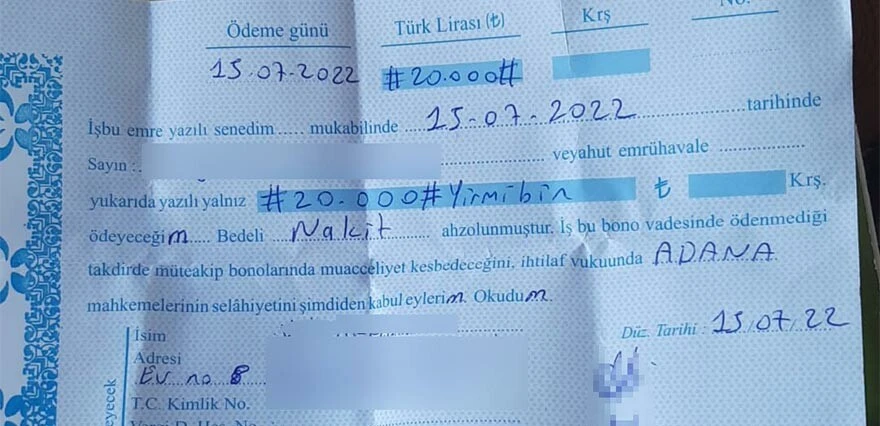 Ödeme günü Türk Lirası (₺) Krş No.
15.07.2022 #20.000#
İşbu emre yazılı senedim ..... mukabilinde ... 15-07-2022 ... tarihinde
Sayın : ... veyahut emrühavale ...
yukarıda yazılı yalnız #20.000# Yirmibin ₺ Krş.
ödeyeceğim.... Bedeli ... Nakit ... ahzolunmuştur. İş bu bono vadesinde ödenmediği
takdirde müteakip bonolarında muacceliyet kesbedeceğini, ihtilaf vukuunda ADANA
mahkemelerinin selâhiyetini şimdiden kabul eylerim. Okudum.
İsim Düz. Tarihi : 15/07/22
Adresi
Ev no 8
T.C. Kimlik No.
eyecek